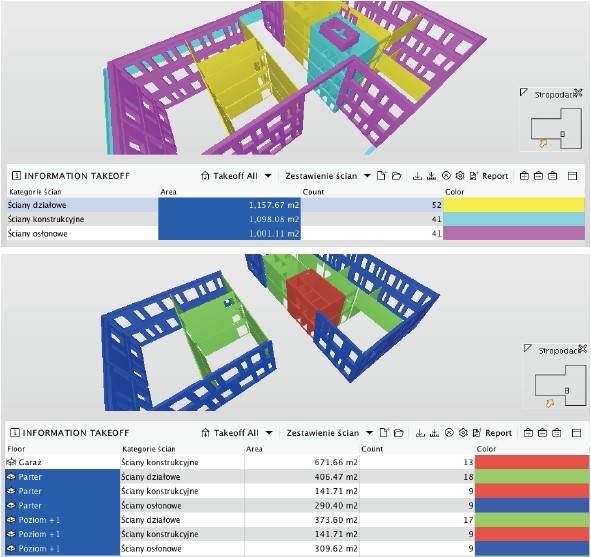 Stropodach
INFORMATION TAKEOFF Takeoff All Zestawienie ścian Report
Kategorie ścian Area Count Color
Ściany działowe 1,157.67 m2 52
Ściany konstrukcyjne 1,098.08 m2 41
Ściany osłonowe 1,001.11 m2 41
Stropodach
INFORMATION TAKEOFF Takeoff All Zestawienie ścian Report
Floor Kategorie ścian Area Count Color
Garaż Ściany konstrukcyjne 671.66 m2 13
Parter Ściany działowe 406.47 m2 18
Parter Ściany konstrukcyjne 141.71 m2 9
Parter Ściany osłonowe 290.40 m2 9
Poziom +1 Ściany działowe 373.60 m2 17
Poziom +1 Ściany konstrukcyjne 141.71 m2 9
Poziom +1 Ściany osłonowe 309.62 m2 9